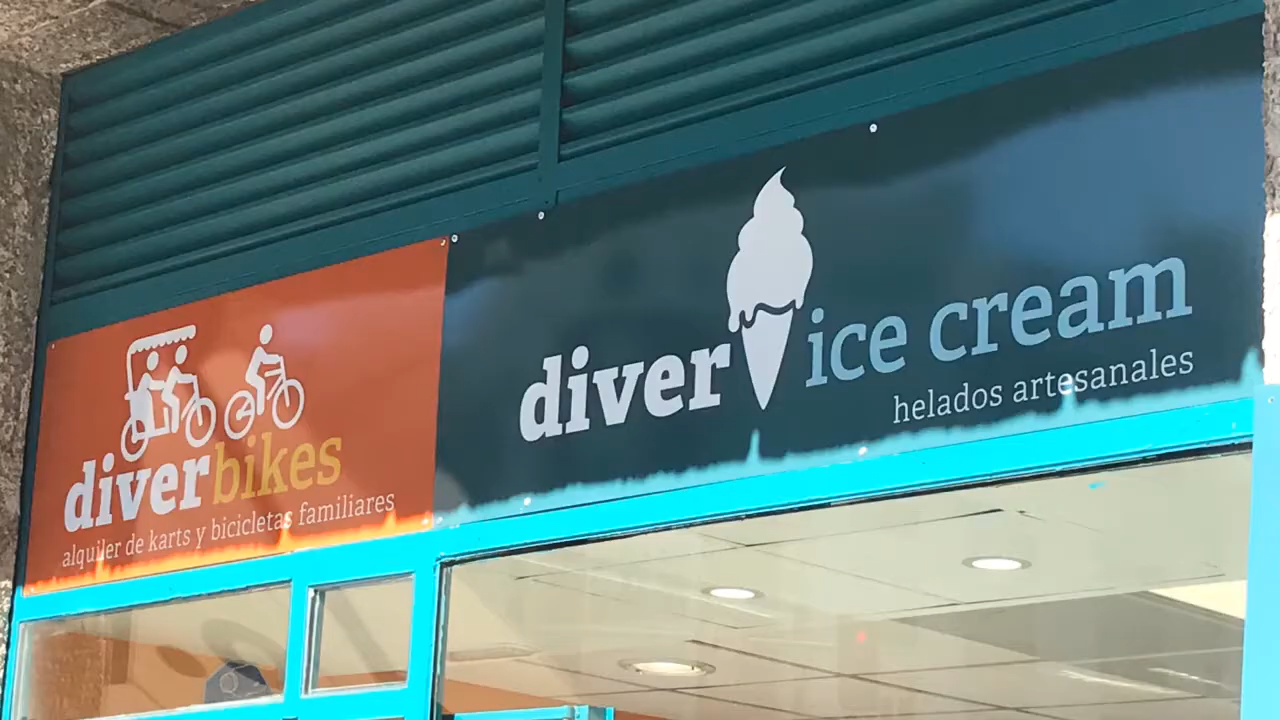 diverbikes
alquiler de karts y bicicletas familiares
diver ice cream
helados artesanales